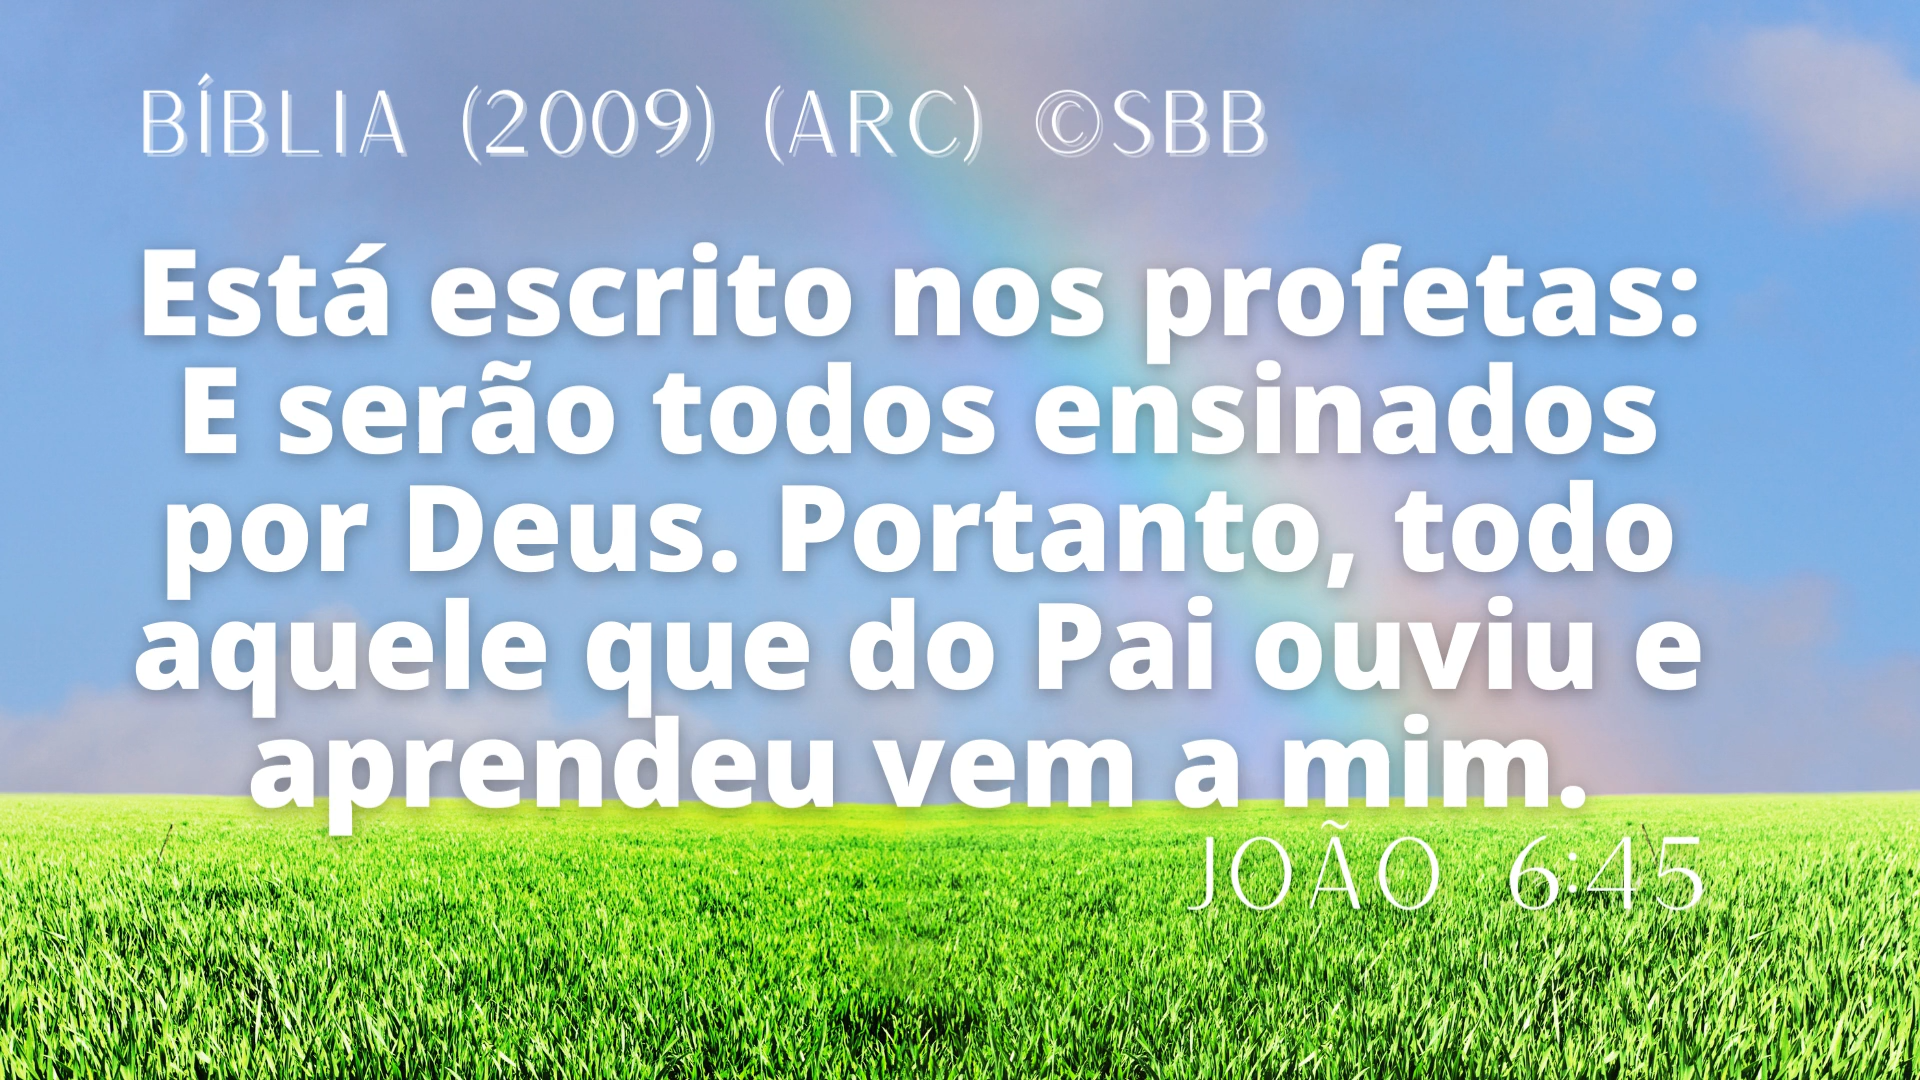 BÍBLIA (2009) (ARC) ©SBB
Está escrito nos profetas:
E serão todos ensinados
por Deus. Portanto, todo
aquele que do Pai ouviu e
aprendeu vem a mim.
JOÃO 6:45